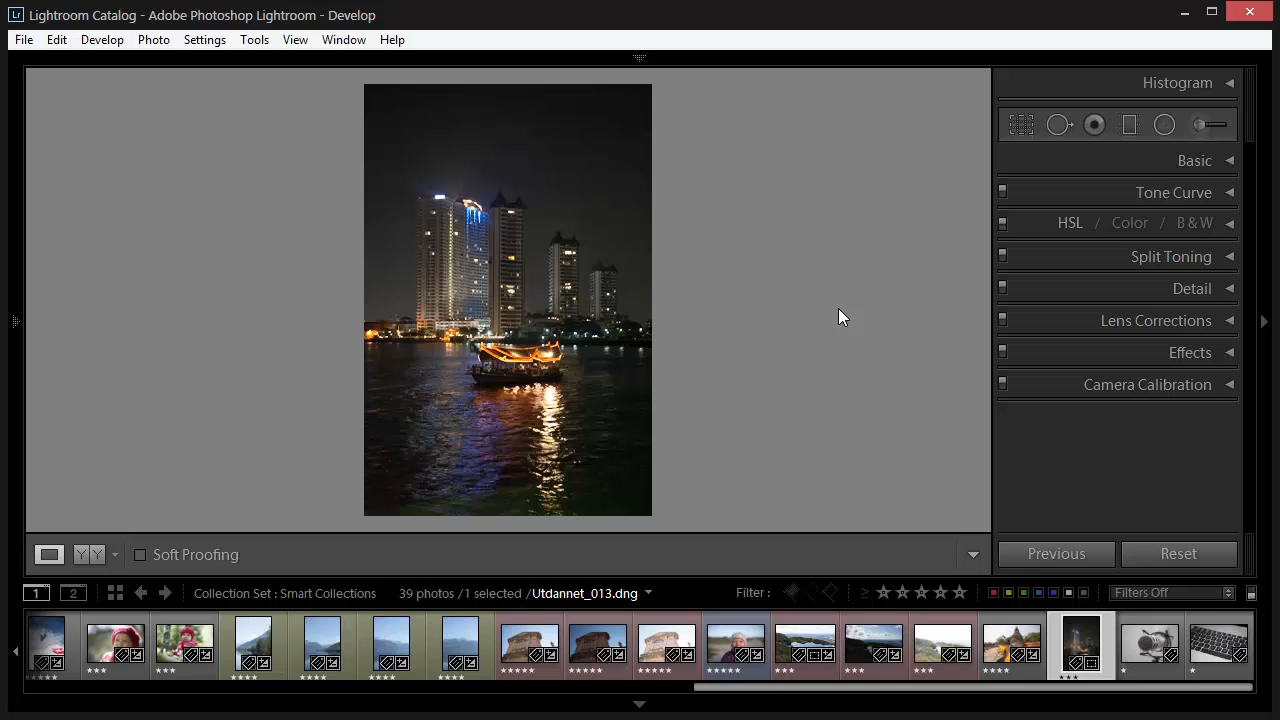 Lr Lightroom Catalog - Adobe Photoshop Lightroom - Develop
File Edit Develop Photo Settings Tools View Window Help
Histogram
Basic
Tone Curve
HSL / Color / B & W
Split Toning
Detail
Lens Corrections
Effects
Camera Calibration
Y Y Soft Proofing
Previous Reset
1 2 Collection Set : Smart Collections 39 photos /1 selected /Utdannet_013.dng Filter : ≥ Filters Off